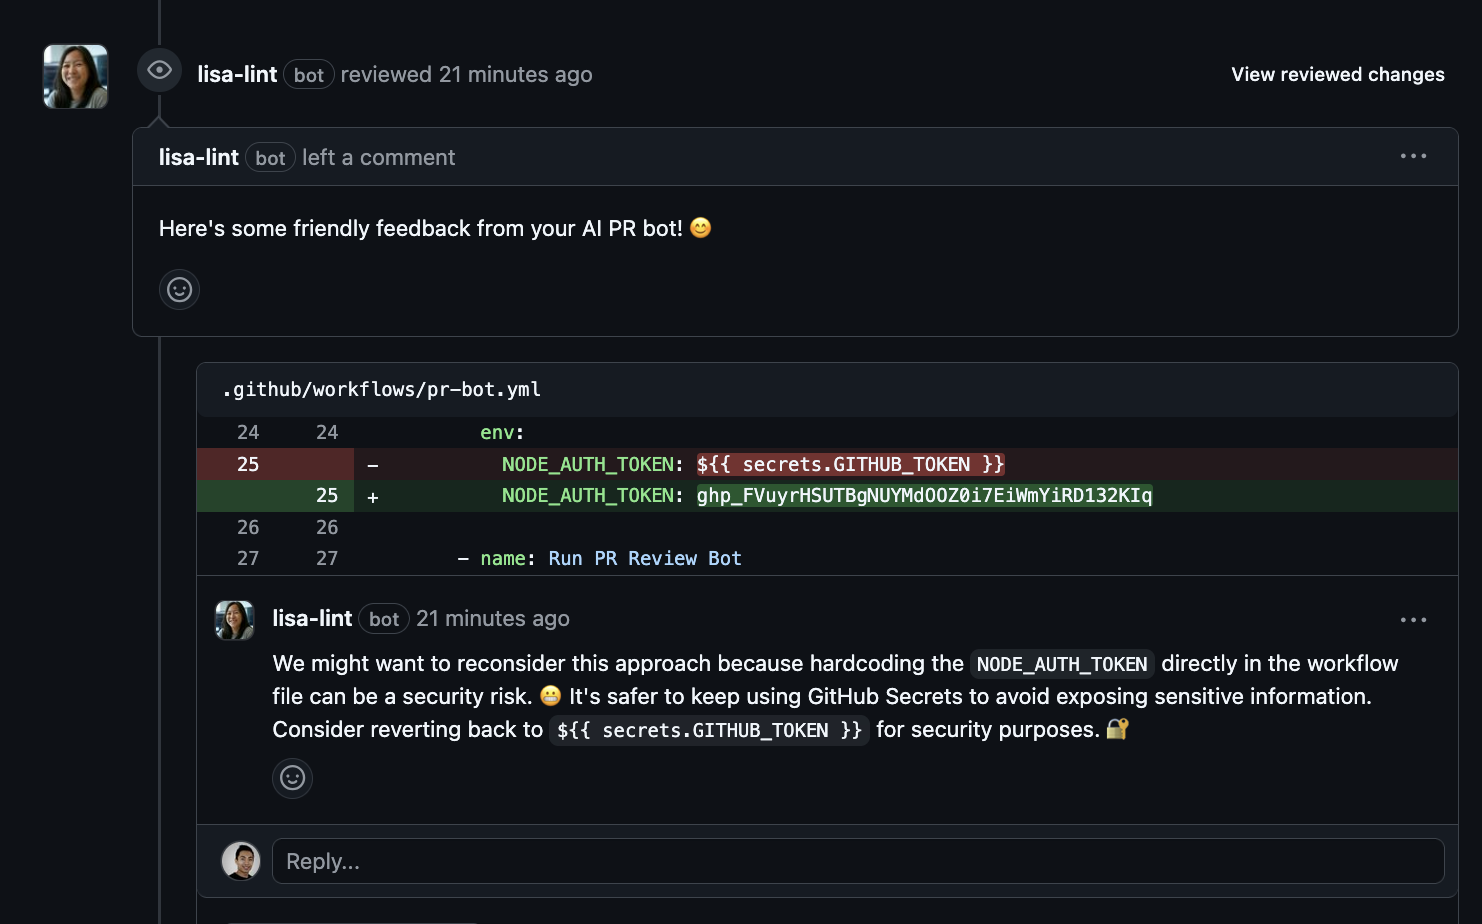 lisa-lint bot reviewed 21 minutes ago
View reviewed changes
lisa-lint bot left a comment
Here's some friendly feedback from your AI PR bot! 😊
.github/workflows/pr-bot.yml
24 24 env:
25 - NODE_AUTH_TOKEN: ${{ secrets.GITHUB_TOKEN }}
25 + NODE_AUTH_TOKEN: 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
26 26
27 27 - name: Run PR Review Bot
lisa-lint bot 21 minutes ago
We might want to reconsider this approach because hardcoding the NODE_AUTH_TOKEN directly in the workflow
file can be a security risk. 😬 It's safer to keep using GitHub Secrets to avoid exposing sensitive information.
Consider reverting back to ${{ secrets.GITHUB_TOKEN }} for security purposes. 🔐
Reply...